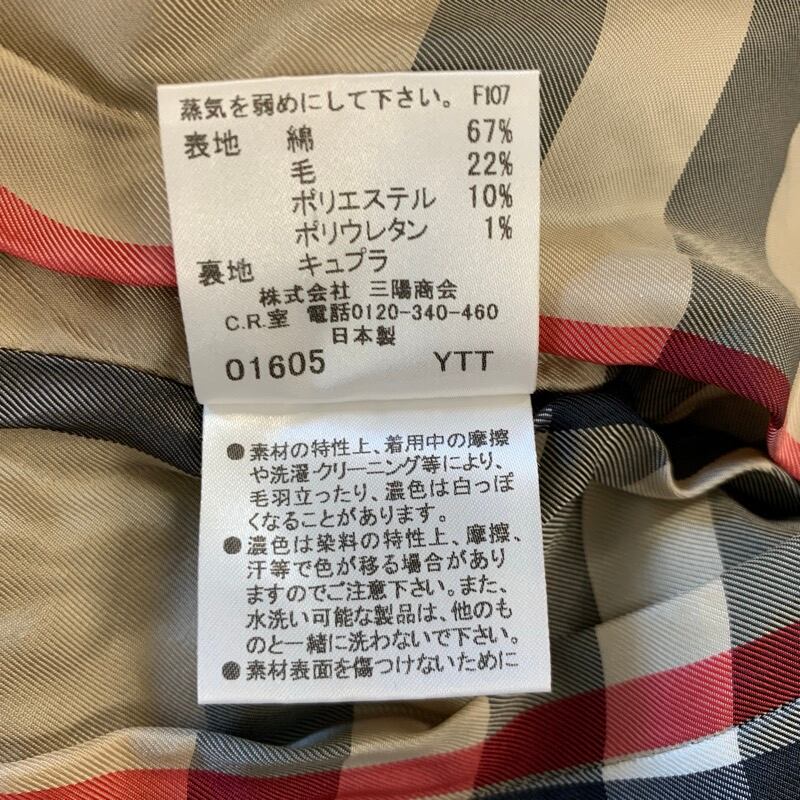 蒸気を弱めにして下さい。 F107
表地 綿 67%
毛 22%
ポリエステル 10%
ポリウレタン 1%
裏地 キュプラ
株式会社 三陽商会
C.R.室 電話0120-340-460
日本製
01605 YTT
●素材の特性上、着用中の摩擦
や洗濯・クリーニング等により、
毛羽立ったり、濃色は白っぽ
くなることがあります。
●濃色は染料の特性上、摩擦、
汗等で色が移る場合があり
ますのでご注意下さい。また、
水洗い可能な製品は、他のも
のと一緒に洗わないで下さい。
●素材表面を傷つけないために